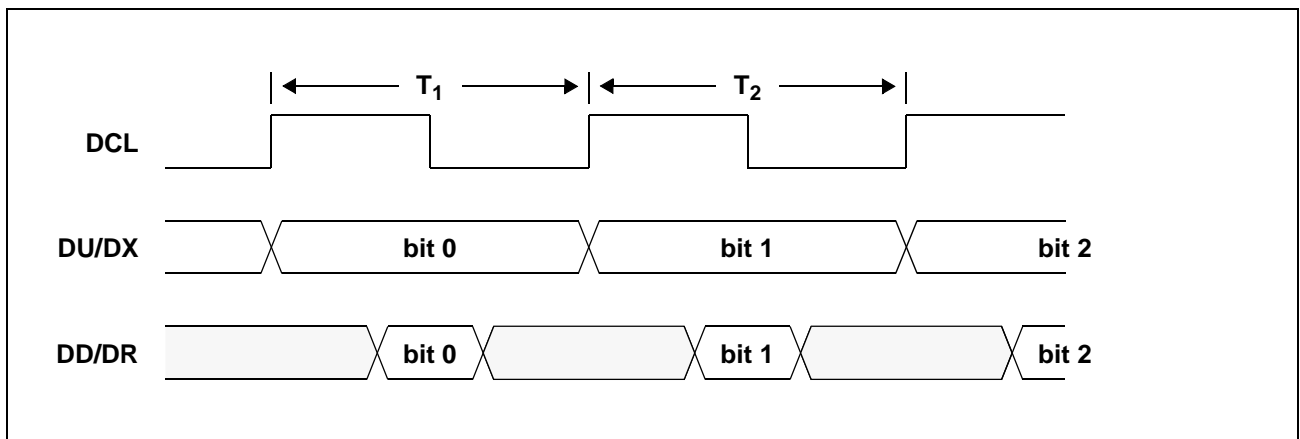 T₁ T₂
DCL
DU/DX bit 0 bit 1 bit 2
DD/DR bit 0 bit 1 bit 2